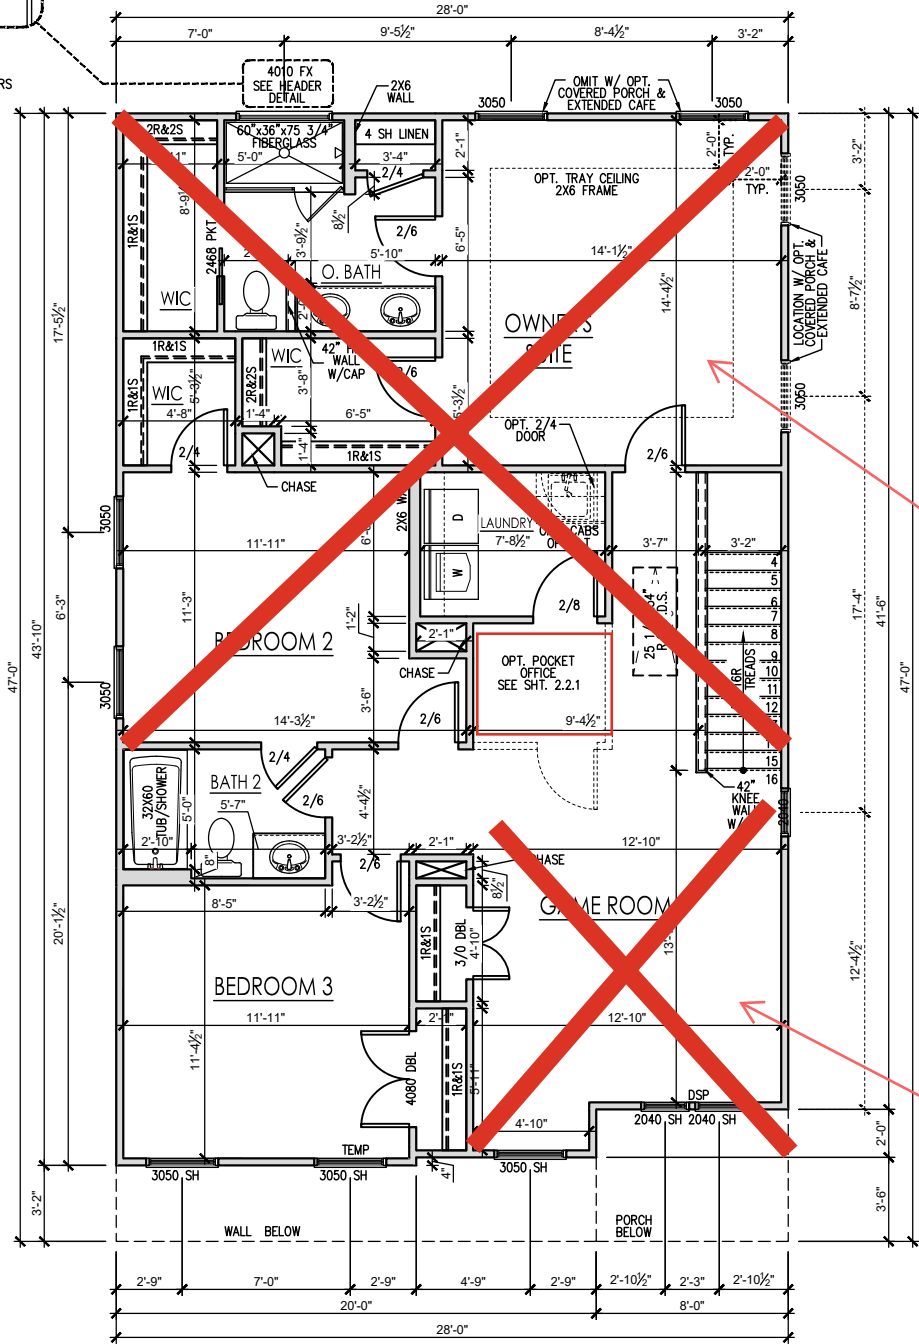 28'-0"
7'-0"
9'-5½"
8'-4½"
3'-2"
RS
4010 FX
SEE HEADER
DETAIL
2X6
WALL
OMIT W/ OPT.
COVERED PORCH &
EXTENDED CAFE
3050
3050
2R&2S
60"x36"x75 3/4"
FIBERGLASS
4 SH LINEN
5'-0"
3'-4"
2/4
2'-1"
2'-0"
TYP.
2'-0"
TYP.
3'-2"
OPT. TRAY CEILING
2X6 FRAME
3050
1R&1S
8½"
2/6
6'-5"
3'-9½"
5'-10"
14'-1½"
2468 PKT
O. BATH
14'-4½"
8'-7½"
LOCATION W/ OPT.
COVERED PORCH &
EXTENDED CAFE
17'-5½"
WIC
OWNER'S
SUITE
1R&1S
WIC
42"
WALL
W/CAP
2/6
1R&1S
WIC
5'-3½"
2R&2S
3'-8"
5'-3½"
3050
4'-8"
1'-4"
6'-5"
OPT. 2/4
DOOR
2/4
1'-4"
1R&1S
2/6
CHASE
3050
D
LAUNDRY
11'-11"
7'-8½"
3'-7"
3'-2"
W
4
5
6
7
8
9
10
11
12
15
16
6'-3"
11'-3"
1'-2"
2/8
17'-4"
41'-6"
43'-10"
47'-0"
47'-0"
2'-1"
BEDROOM 2
CHASE
OPT. POCKET
OFFICE
SEE SHT. 2.2.1
16R
TREADS
3050
3'-6"
14'-3½"
2/6
9'-4½"
2/4
BATH 2
2/6
32X60
TUB/SHOWER
5'-0"
5'-7"
4'-4½"
42"
KNEE
WALL
W/
2040
2'-10"
8"
3'-2½"
2/6
2'-1"
12'-10"
CHASE
8½"
8'-5"
3'-2½"
GAME ROOM
20'-1½"
1R&1S
3/0 DBL
4'-10"
12'-4½"
BEDROOM 3
11'-11"
2'-1"
12'-10"
11'-4½"
4080 DBL
1R&1S
5'-11"
DSP
4'-10"
2040 SH
2040 SH
2'-0"
TEMP
3050 SH
3050 SH
4"
3050 SH
3'-2"
3'-6"
WALL BELOW
PORCH
BELOW
2'-9"
7'-0"
2'-9"
4'-9"
2'-9"
2'-10½"
2'-3"
2'-10½"
20'-0"
8'-0"
28'-0"